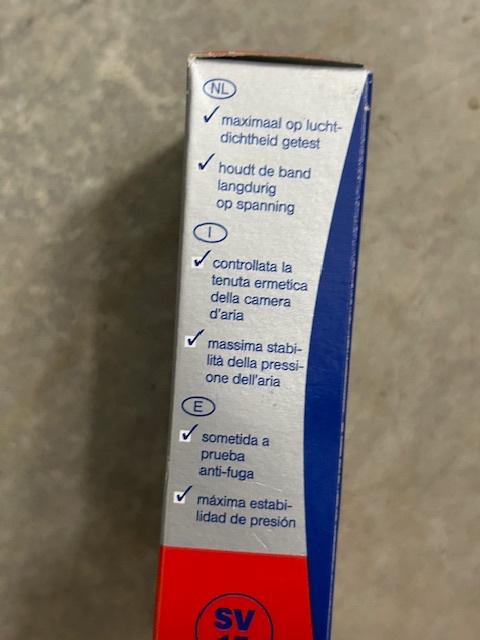 NL
✓ maximaal op lucht-
dichtheid getest
✓ houdt de band
langdurig
op spanning
I
✓ controllata la
tenuta ermetica
della camera
d'aria
✓ massima stabi-
lità della pressi-
one dell'aria
E
✓ sometida a
prueba
anti-fuga
✓ máxima estabi-
lidad de presión
SV